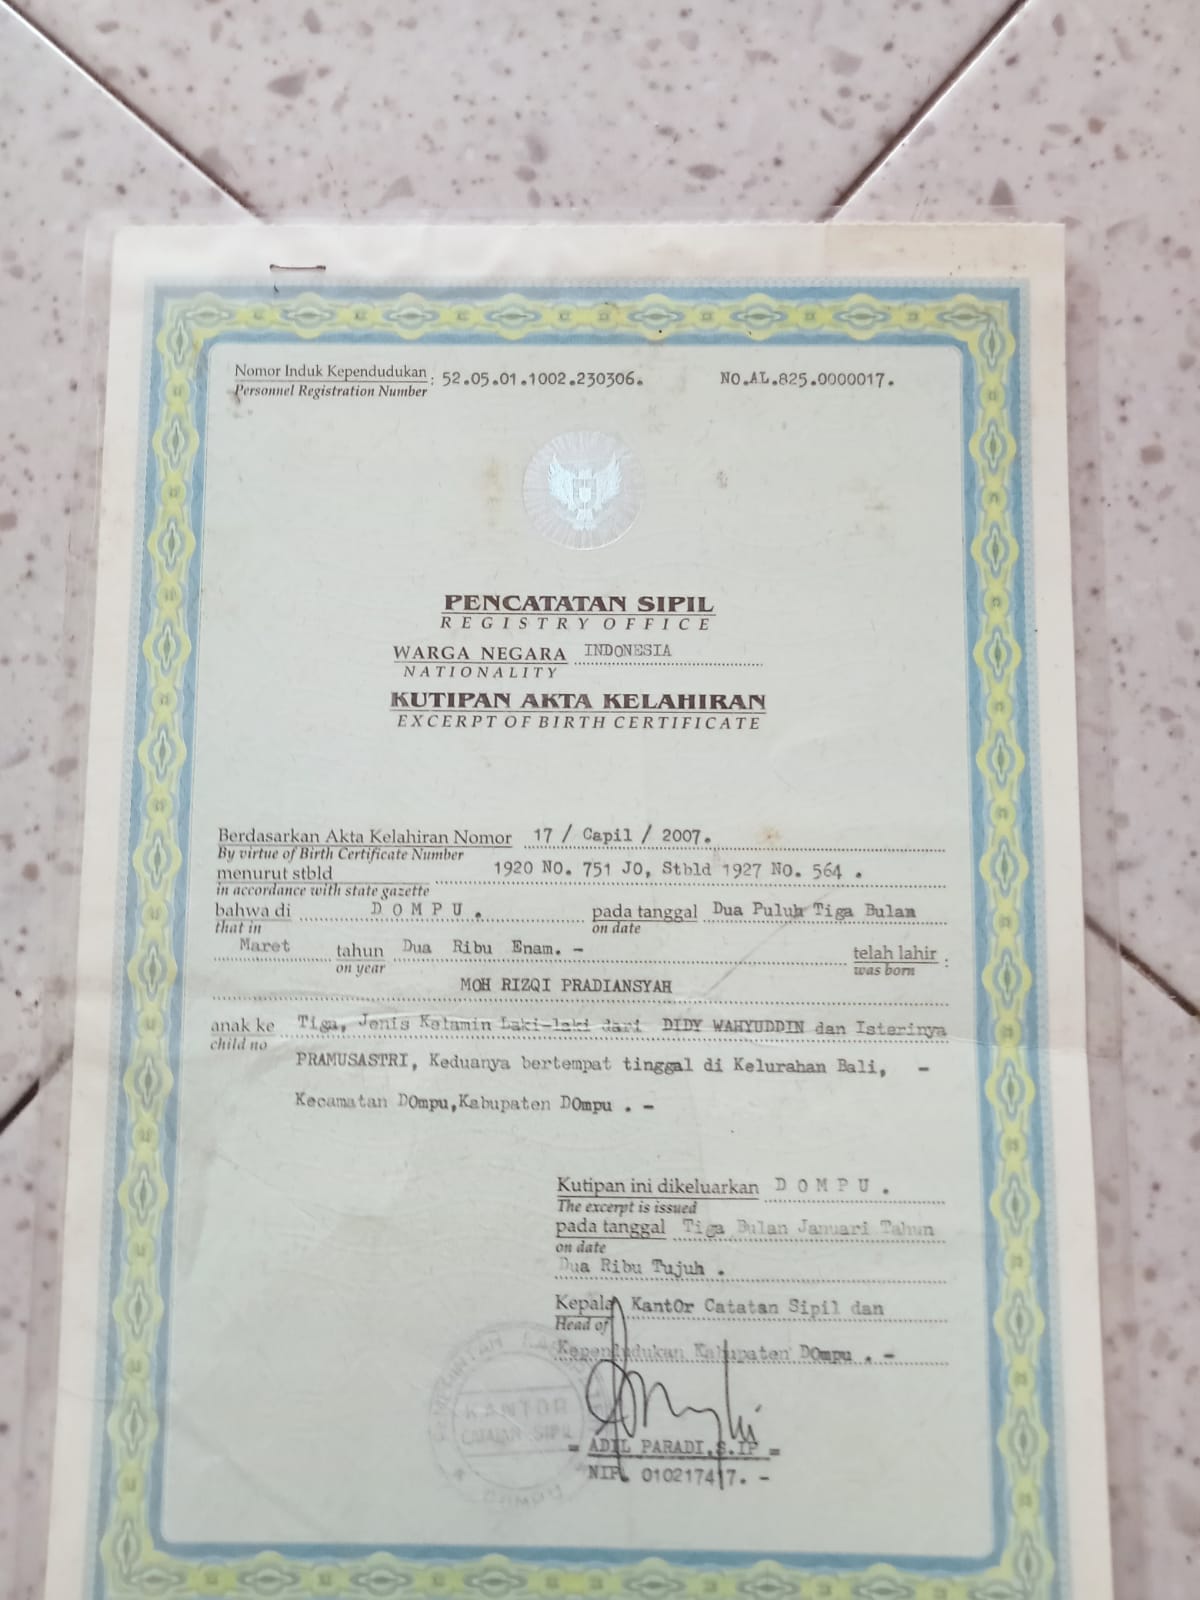 Nomor Induk Kependudukan : 52.05.01.1002.230306. NO.AL.825.0000017.
Personnel Registration Number
PENCATATAN SIPIL
REGISTRY OFFICE
WARGA NEGARA INDONESIA
NATIONALITY
KUTIPAN AKTA KELAHIRAN
EXCERPT OF BIRTH CERTIFICATE
Berdasarkan Akta Kelahiran Nomor 17 / Capil / 2007.
By virtue of Birth Certificate Number
menurut stbld 1920 NO. 751 JO, Stbld 1927 NO. 564 .
in accordance with state gazette
bahwa di DOMPU. pada tanggal Dua Puluh Tiga Bulan
that in on date
Maret tahun Dua Ribu Enam. - telah lahir :
on year was born
MOH RIZQI PRADIANSYAH
anak ke Tiga, Jenis Kelamin Laki-laki dari DIDY WAHYUDDIN dan Isterinya
child no
PRAMUSASTRI, Keduanya bertempat tinggal di Kelurahan Bali, -
Kecamatan DOmpu,Kabupaten DOmpu . -
Kutipan ini dikeluarkan DOMPU.
The excerpt is issued
pada tanggal Tiga Bulan Januari Tahun
on date
Dua Ribu Tujuh .
Kepala KantOr Catatan Sipil dan
Head of
Kependudukan Kabupaten DOmpu . -
KANTOR
CATATAN SIPIL
DOMPU
= ADIL PARADI,S.IP =
NIP. 010217417. -